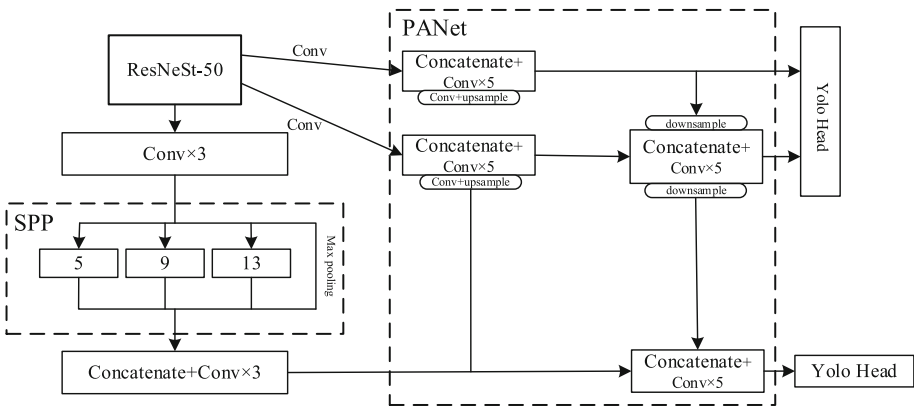 PANet
ResNeSt-50
Conv
Conv
Concatenate+
Conv×5
Conv+upsample
Yolo Head
downsample
Conv×3
Concatenate+
Conv×5
Conv+upsample
Concatenate+
Conv×5
downsample
SPP
5
9
13
Max pooling
Concatenate+Conv×3
Concatenate+
Conv×5
Yolo Head